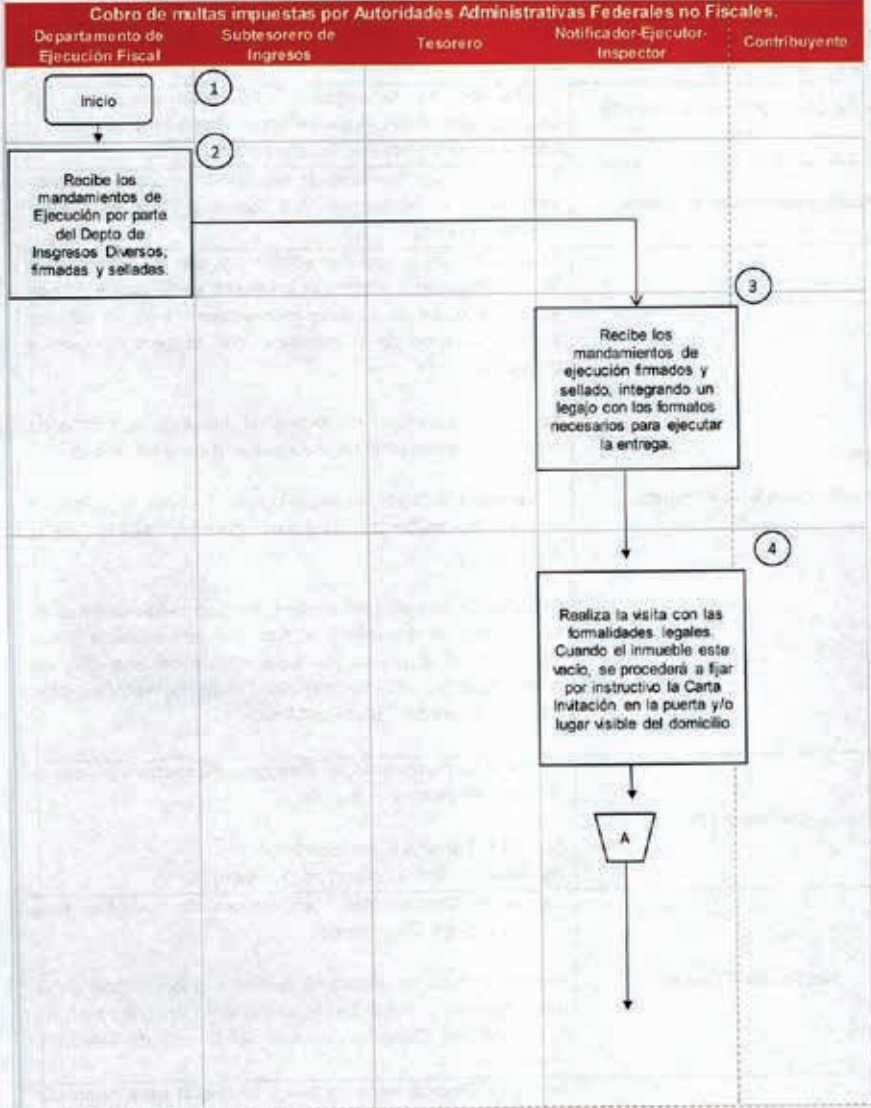 Cobro de multas impuestas por Autoridades Administrativas Federales no Fiscales.
Departamento de
Ejecución Fiscal
Subtesorero de
Ingresos
Tesorero
Notificador-Ejecutor-
Inspector
Contribuyente
Inicio
1
2
Recibe los
mandamientos de
Ejecución por parte
del Depto de
Insgresos Diversos,
firmadas y selladas.
3
Recibe los
mandamientos de
ejecución firmados y
sellado, integrando un
legajo con los formatos
necesarios para ejecutar
la entrega.
4
Realiza la visita con las
formalidades legales.
Cuando el inmueble este
vacío, se procederá a fijar
por instructivo la Carta
Invitación en la puerta y/o
lugar visible del domicilio
A